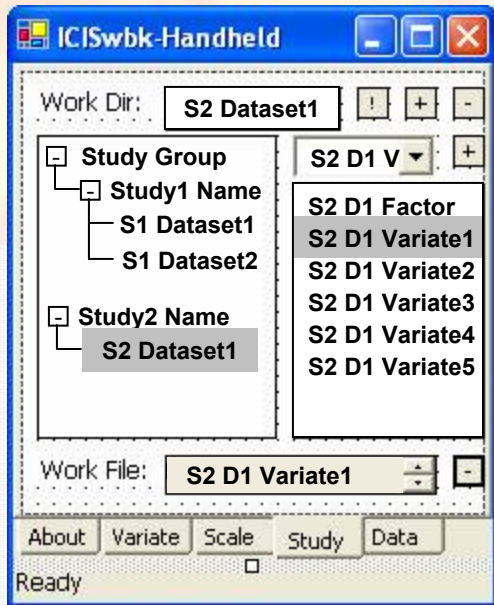 ICISwbk-Handheld
Work Dir: S2 Dataset1 ! + -
- Study Group
- Study1 Name
S1 Dataset1
S1 Dataset2
- Study2 Name
S2 Dataset1
S2 D1 V +
S2 D1 Factor
S2 D1 Variate1
S2 D1 Variate2
S2 D1 Variate3
S2 D1 Variate4
S2 D1 Variate5
Work File: S2 D1 Variate1 -
About Variate Scale Study Data
Ready